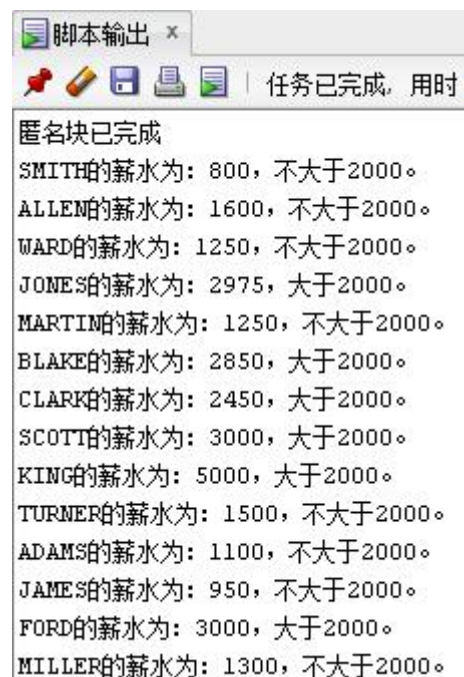 脚本输出 ×
任务已完成, 用时
匿名块已完成
SMITH的薪水为: 800, 不大于2000。
ALLEN的薪水为: 1600, 不大于2000。
WARD的薪水为: 1250, 不大于2000。
JONES的薪水为: 2975, 大于2000。
MARTIN的薪水为: 1250, 不大于2000。
BLAKE的薪水为: 2850, 大于2000。
CLARK的薪水为: 2450, 大于2000。
SCOTT的薪水为: 3000, 大于2000。
KING的薪水为: 5000, 大于2000。
TURNER的薪水为: 1500, 不大于2000。
ADAMS的薪水为: 1100, 不大于2000。
JAMES的薪水为: 950, 不大于2000。
FORD的薪水为: 3000, 大于2000。
MILLER的薪水为: 1300, 不大于2000。